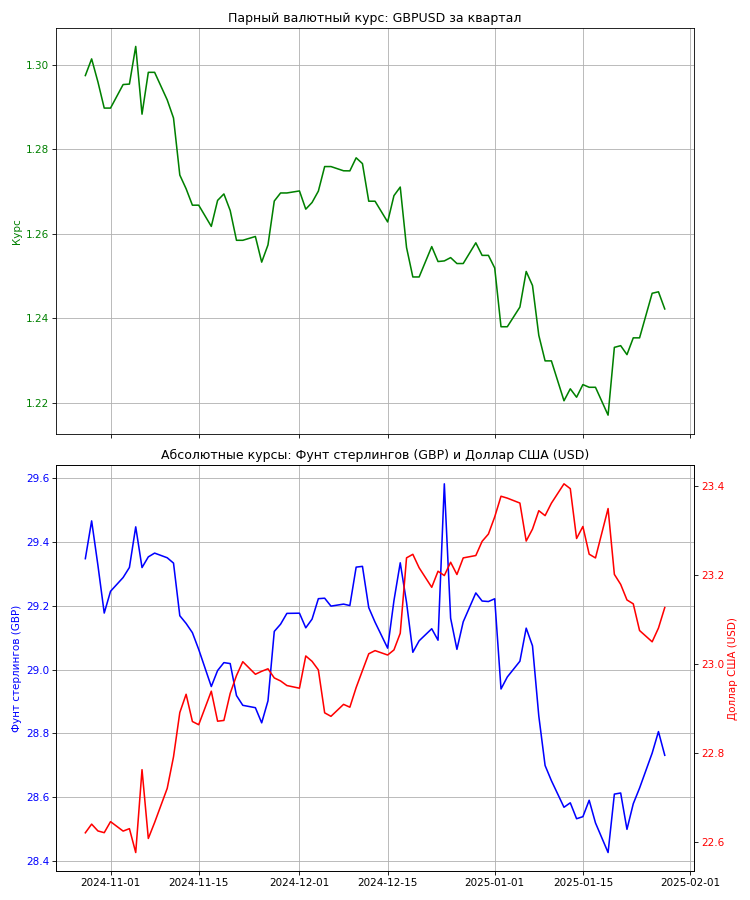 Парный валютный курс: GBPUSD за квартал
1.30
1.28
1.26
1.24
1.22
Курс
Абсолютные курсы: Фунт стерлингов (GBP) и Доллар США (USD)
29.6
29.4
29.2
29.0
28.8
28.6
28.4
Фунт стерлингов (GBP)
23.4
23.2
23.0
22.8
22.6
Доллар США (USD)
2024-11-01 2024-11-15 2024-12-01 2024-12-15 2025-01-01 2025-01-15 2025-02-01